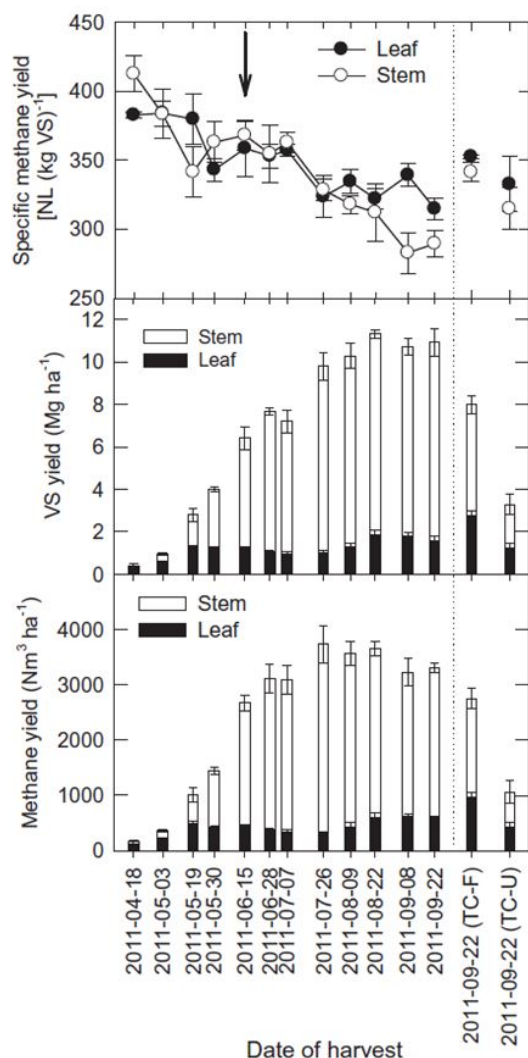 450
400
350
300
250
Specific methane yield
[NL (kg VS)⁻¹]
Leaf
Stem
12
10
8
6
4
2
0
VS yield (Mg ha⁻¹)
Stem
Leaf
4000
3000
2000
1000
0
Methane yield (Nm³ ha⁻¹)
Stem
Leaf
2011-04-18
2011-05-03
2011-05-19
2011-05-30
2011-06-15
2011-06-28
2011-07-07
2011-07-26
2011-08-09
2011-08-22
2011-09-08
2011-09-22
2011-09-22 (TC-F)
2011-09-22 (TC-U)
Date of harvest